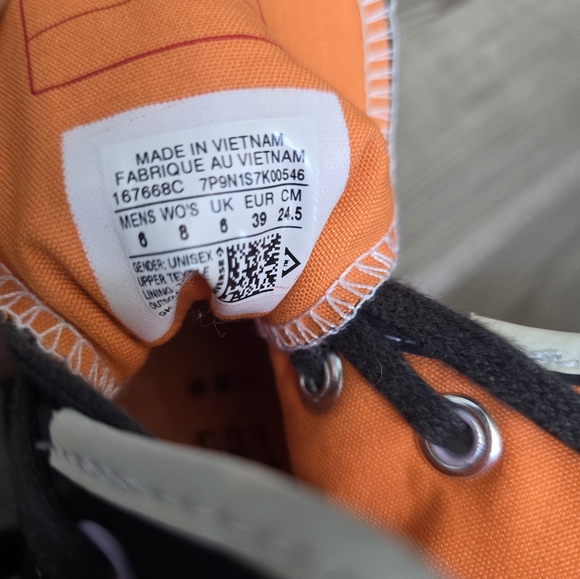 MADE IN VIETNAM
FABRIQUE AU VIETNAM
167668C 7P9N1S7K00546
MENS WO'S UK EUR CM
6 8 6 39 24.5
GENDER: UNISEX
UPPER TEXTILE
LINING